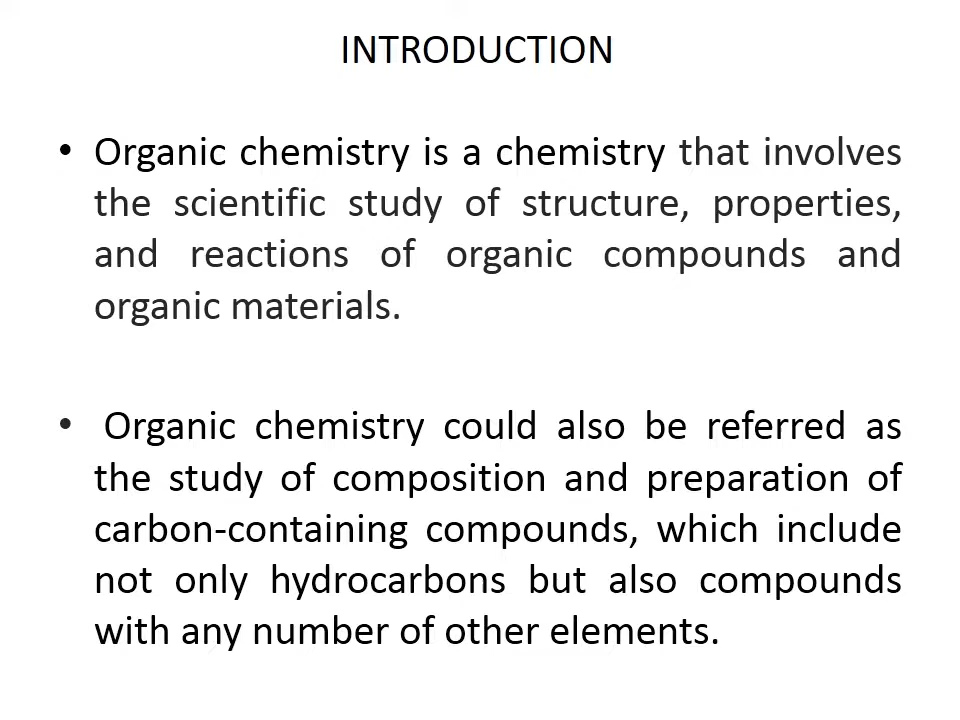 INTRODUCTION
• Organic chemistry is a chemistry that involves
the scientific study of structure, properties,
and reactions of organic compounds and
organic materials.
• Organic chemistry could also be referred as
the study of composition and preparation of
carbon-containing compounds, which include
not only hydrocarbons but also compounds
with any number of other elements.